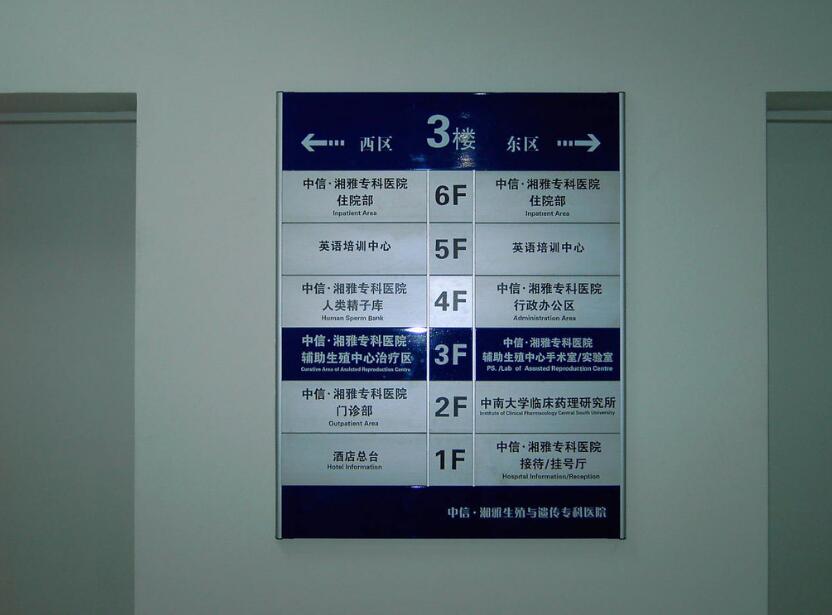 西区 3楼 东区
中信·湘雅专科医院
住院部
Inpatient Area
6F
中信·湘雅专科医院
住院部
Inpatient Area
英语培训中心
5F
英语培训中心
中信·湘雅专科医院
人类精子库
Human Sperm Bank
4F
中信·湘雅专科医院
行政办公区
Administration Area
中信·湘雅专科医院
辅助生殖中心治疗区
Curative Area of Assisted Reproduction Centre
3F
中信·湘雅专科医院
辅助生殖中心手术室/实验室
PS. /Lab of Assisted Reproduction Centre
中信·湘雅专科医院
门诊部
Outpatient Area
2F
中南大学临床药理研究所
Institute of Clinical Pharmacology Central South University
酒店总台
Hotel Information
1F
中信·湘雅专科医院
接待/挂号厅
Hospital Information/Reception
中信·湘雅生殖与遗传专科医院